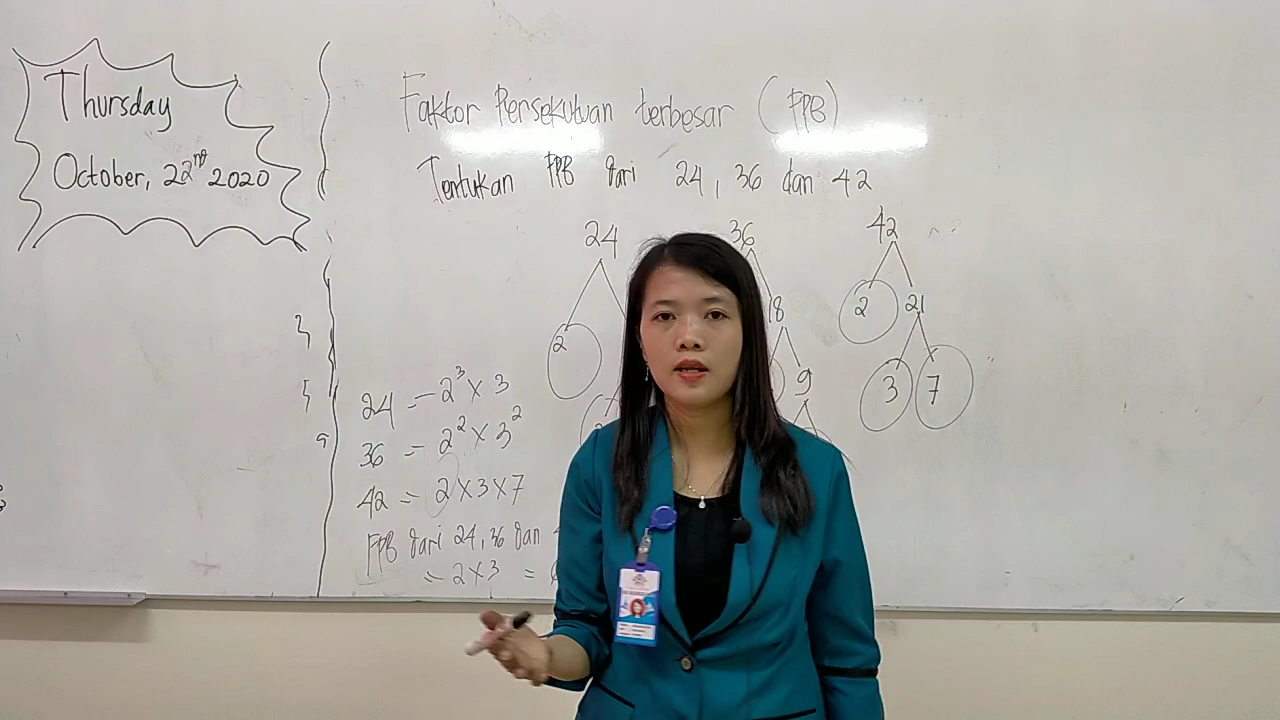 Thursday
October, 22nd 2020
Faktor Persekutuan terbesar (FPB)
Tentukan FPB dari 24, 36 dan 42
24
36
42
2
18
2
21
9
3
7
24 = 2³ x 3
36 = 2² x 3²
42 = 2 x 3 x 7
FPB dari 24, 36 dan
= 2 x 3 =